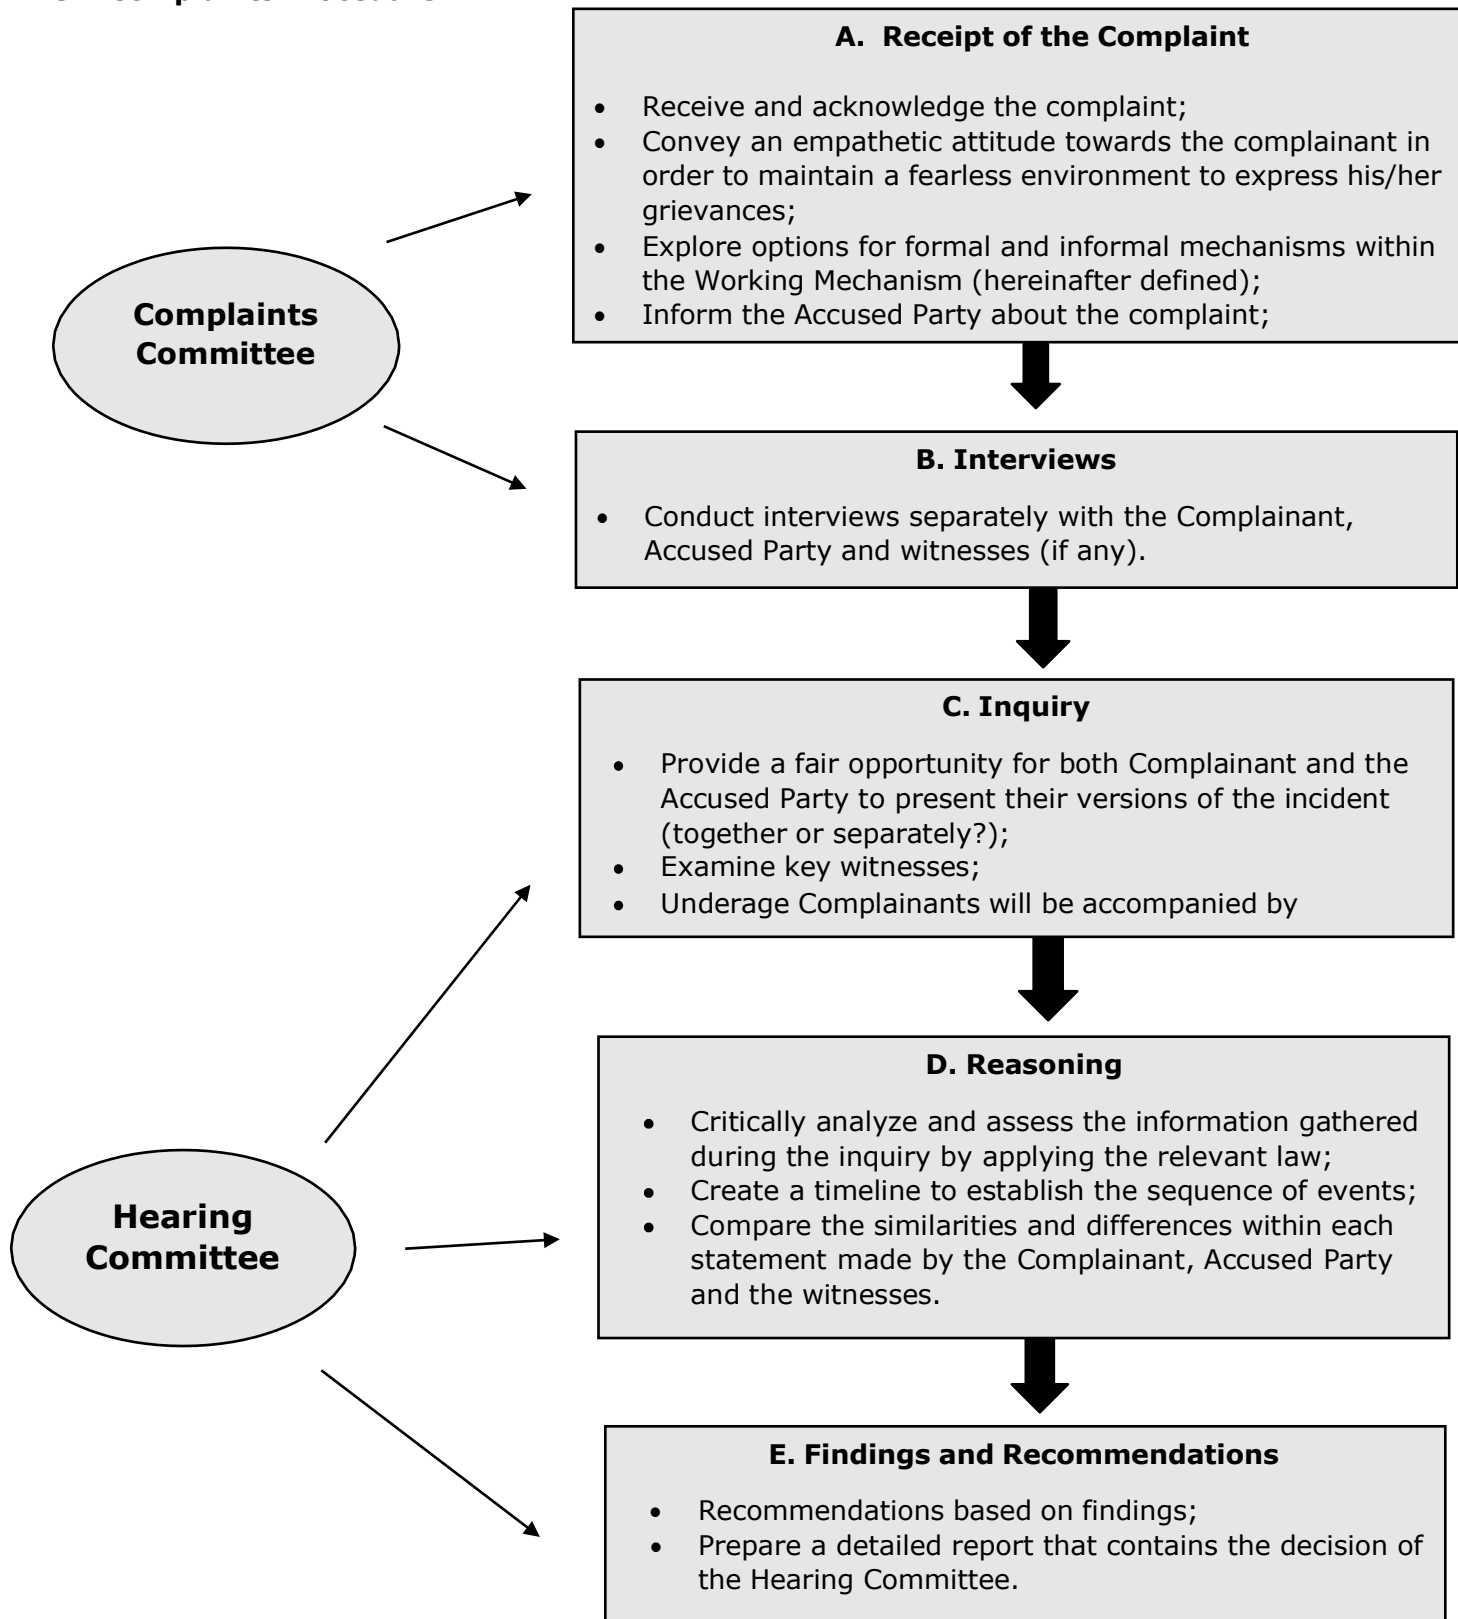 A. Receipt of the Complaint
• Receive and acknowledge the complaint;
• Convey an empathetic attitude towards the complainant in
order to maintain a fearless environment to express his/her
grievances;
• Explore options for formal and informal mechanisms within
the Working Mechanism (hereinafter defined);
• Inform the Accused Party about the complaint;
Complaints
Committee
B. Interviews
• Conduct interviews separately with the Complainant,
Accused Party and witnesses (if any).
C. Inquiry
• Provide a fair opportunity for both Complainant and the
Accused Party to present their versions of the incident
(together or separately?);
• Examine key witnesses;
• Underage Complainants will be accompanied by
D. Reasoning
• Critically analyze and assess the information gathered
during the inquiry by applying the relevant law;
• Create a timeline to establish the sequence of events;
• Compare the similarities and differences within each
statement made by the Complainant, Accused Party
and the witnesses.
Hearing
Committee
E. Findings and Recommendations
• Recommendations based on findings;
• Prepare a detailed report that contains the decision of
the Hearing Committee.